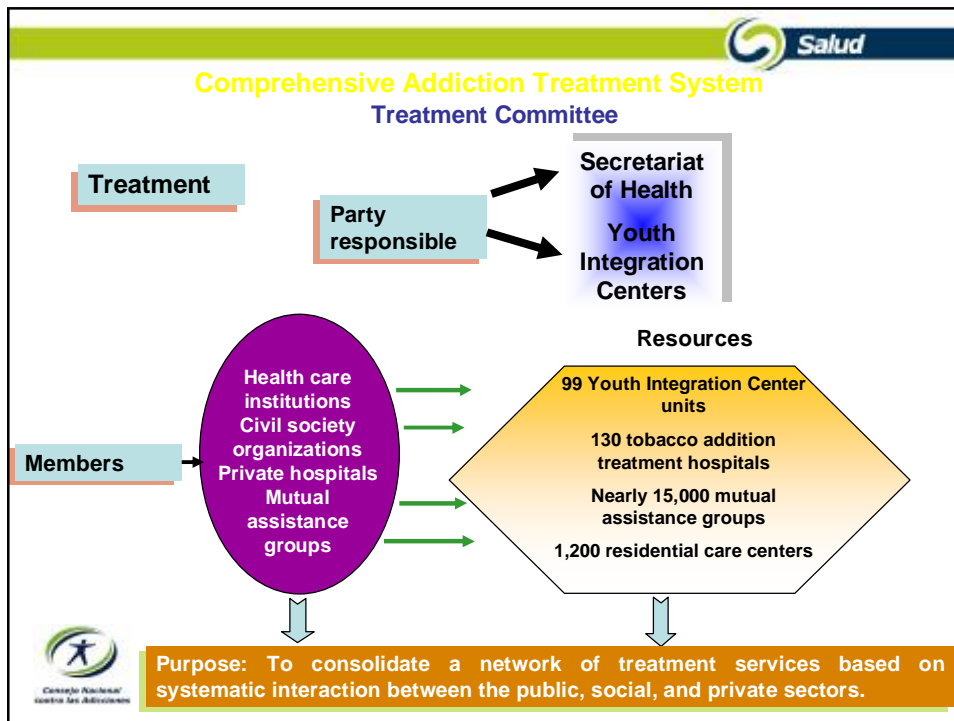 Salud
Comprehensive Addiction Treatment System
Treatment Committee
Treatment
Party
responsible
Secretariat
of Health
Youth
Integration
Centers
Members
Health care
institutions
Civil society
organizations
Private hospitals
Mutual
assistance
groups
Resources
99 Youth Integration Center
units
130 tobacco addition
treatment hospitals
Nearly 15,000 mutual
assistance groups
1,200 residential care centers
Consejo Nacional
contra las Adicciones
Purpose: To consolidate a network of treatment services based on
systematic interaction between the public, social, and private sectors.